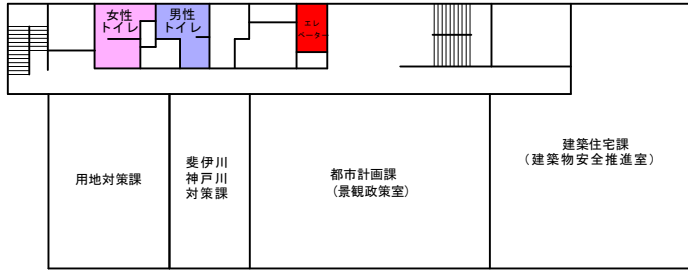 女性
トイレ
男性
トイレ
エレ
ベーター
用地対策課
斐伊川
神戸川
対策課
都市計画課
（景観政策室）
建築住宅課
（建築物安全推進室）